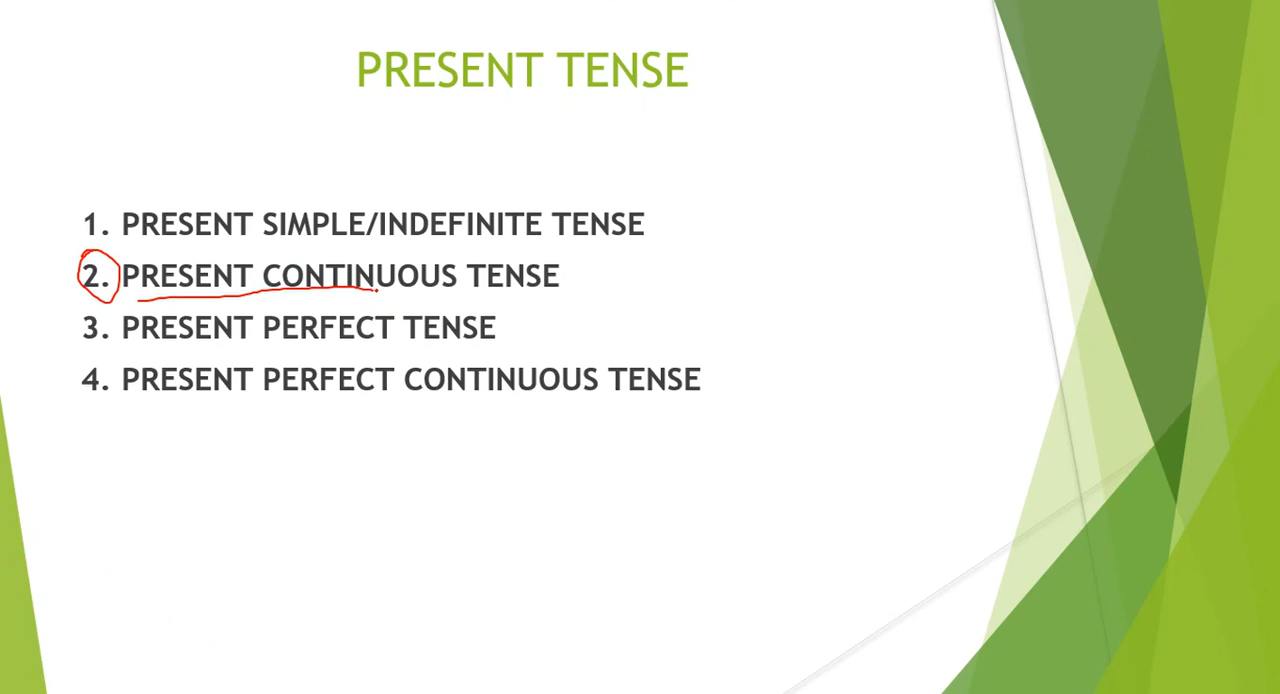 PRESENT TENSE
1. PRESENT SIMPLE/INDEFINITE TENSE
2. PRESENT CONTINUOUS TENSE
3. PRESENT PERFECT TENSE
4. PRESENT PERFECT CONTINUOUS TENSE